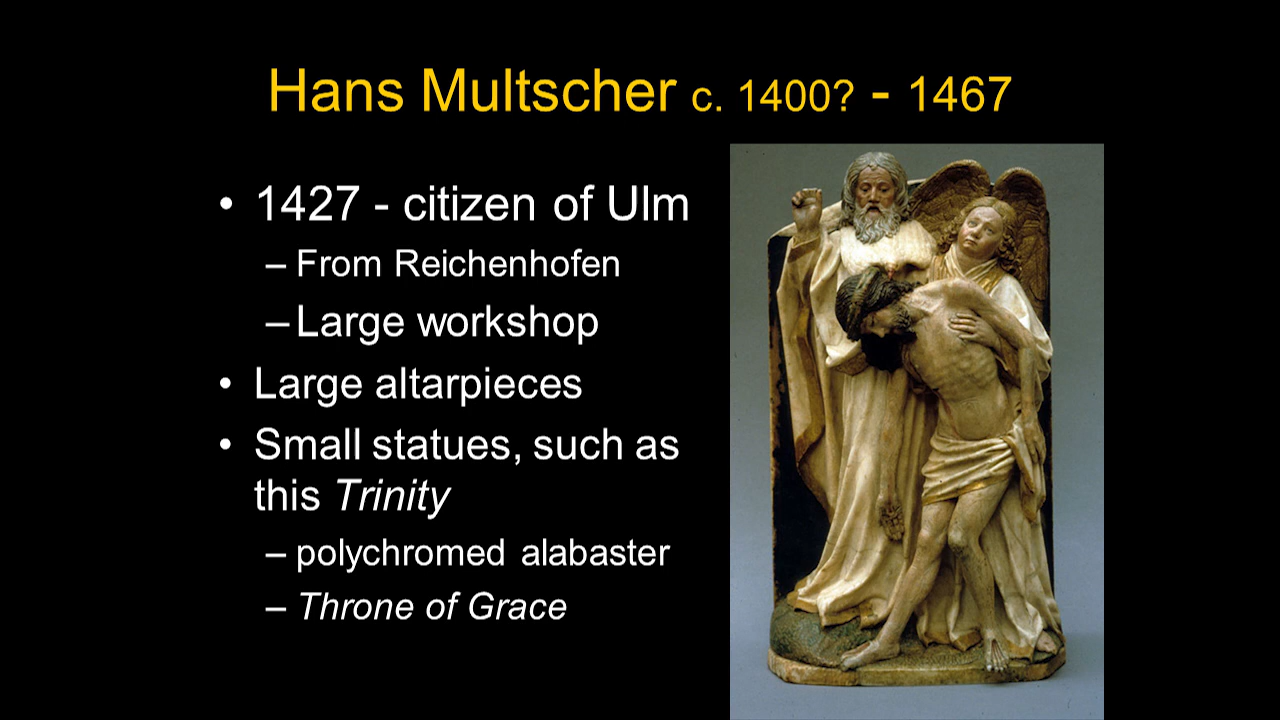 Hans Multscher c. 1400? - 1467
• 1427 - citizen of Ulm
– From Reichenhofen
– Large workshop
• Large altarpieces
• Small statues, such as
this Trinity
– polychromed alabaster
– Throne of Grace